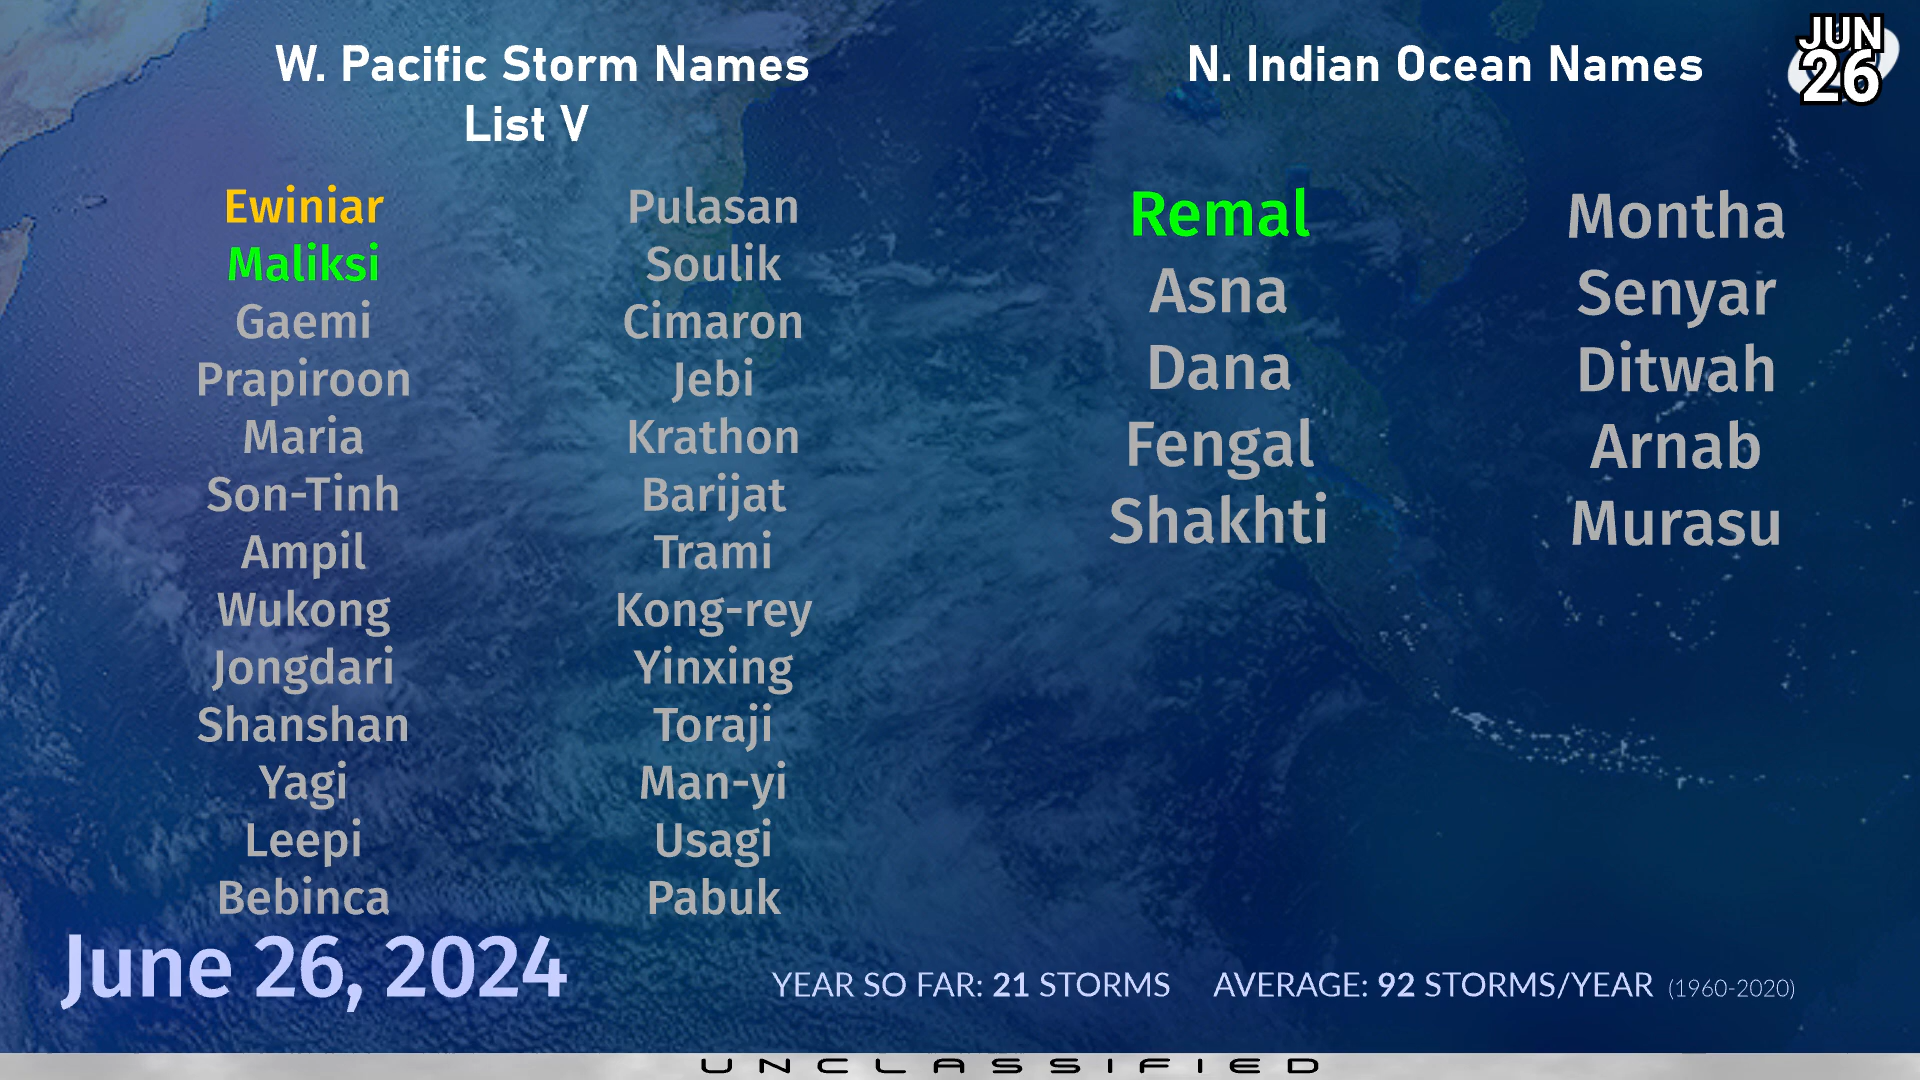 W. Pacific Storm Names
List V
Ewiniar
Maliksi
Gaemi
Prapiroon
Maria
Son-Tinh
Ampil
Wukong
Jongdari
Shanshan
Yagi
Leepi
Bebinca
Pulasan
Soulik
Cimaron
Jebi
Krathon
Barijat
Trami
Kong-rey
Yinxing
Toraji
Man-yi
Usagi
Pabuk
N. Indian Ocean Names
Remal
Asna
Dana
Fengal
Shakhti
Montha
Senyar
Ditwah
Arnab
Murasu
JUN
26
June 26, 2024
YEAR SO FAR: 21 STORMS AVERAGE: 92 STORMS/YEAR (1960-2020)
UNCLASSIFIED